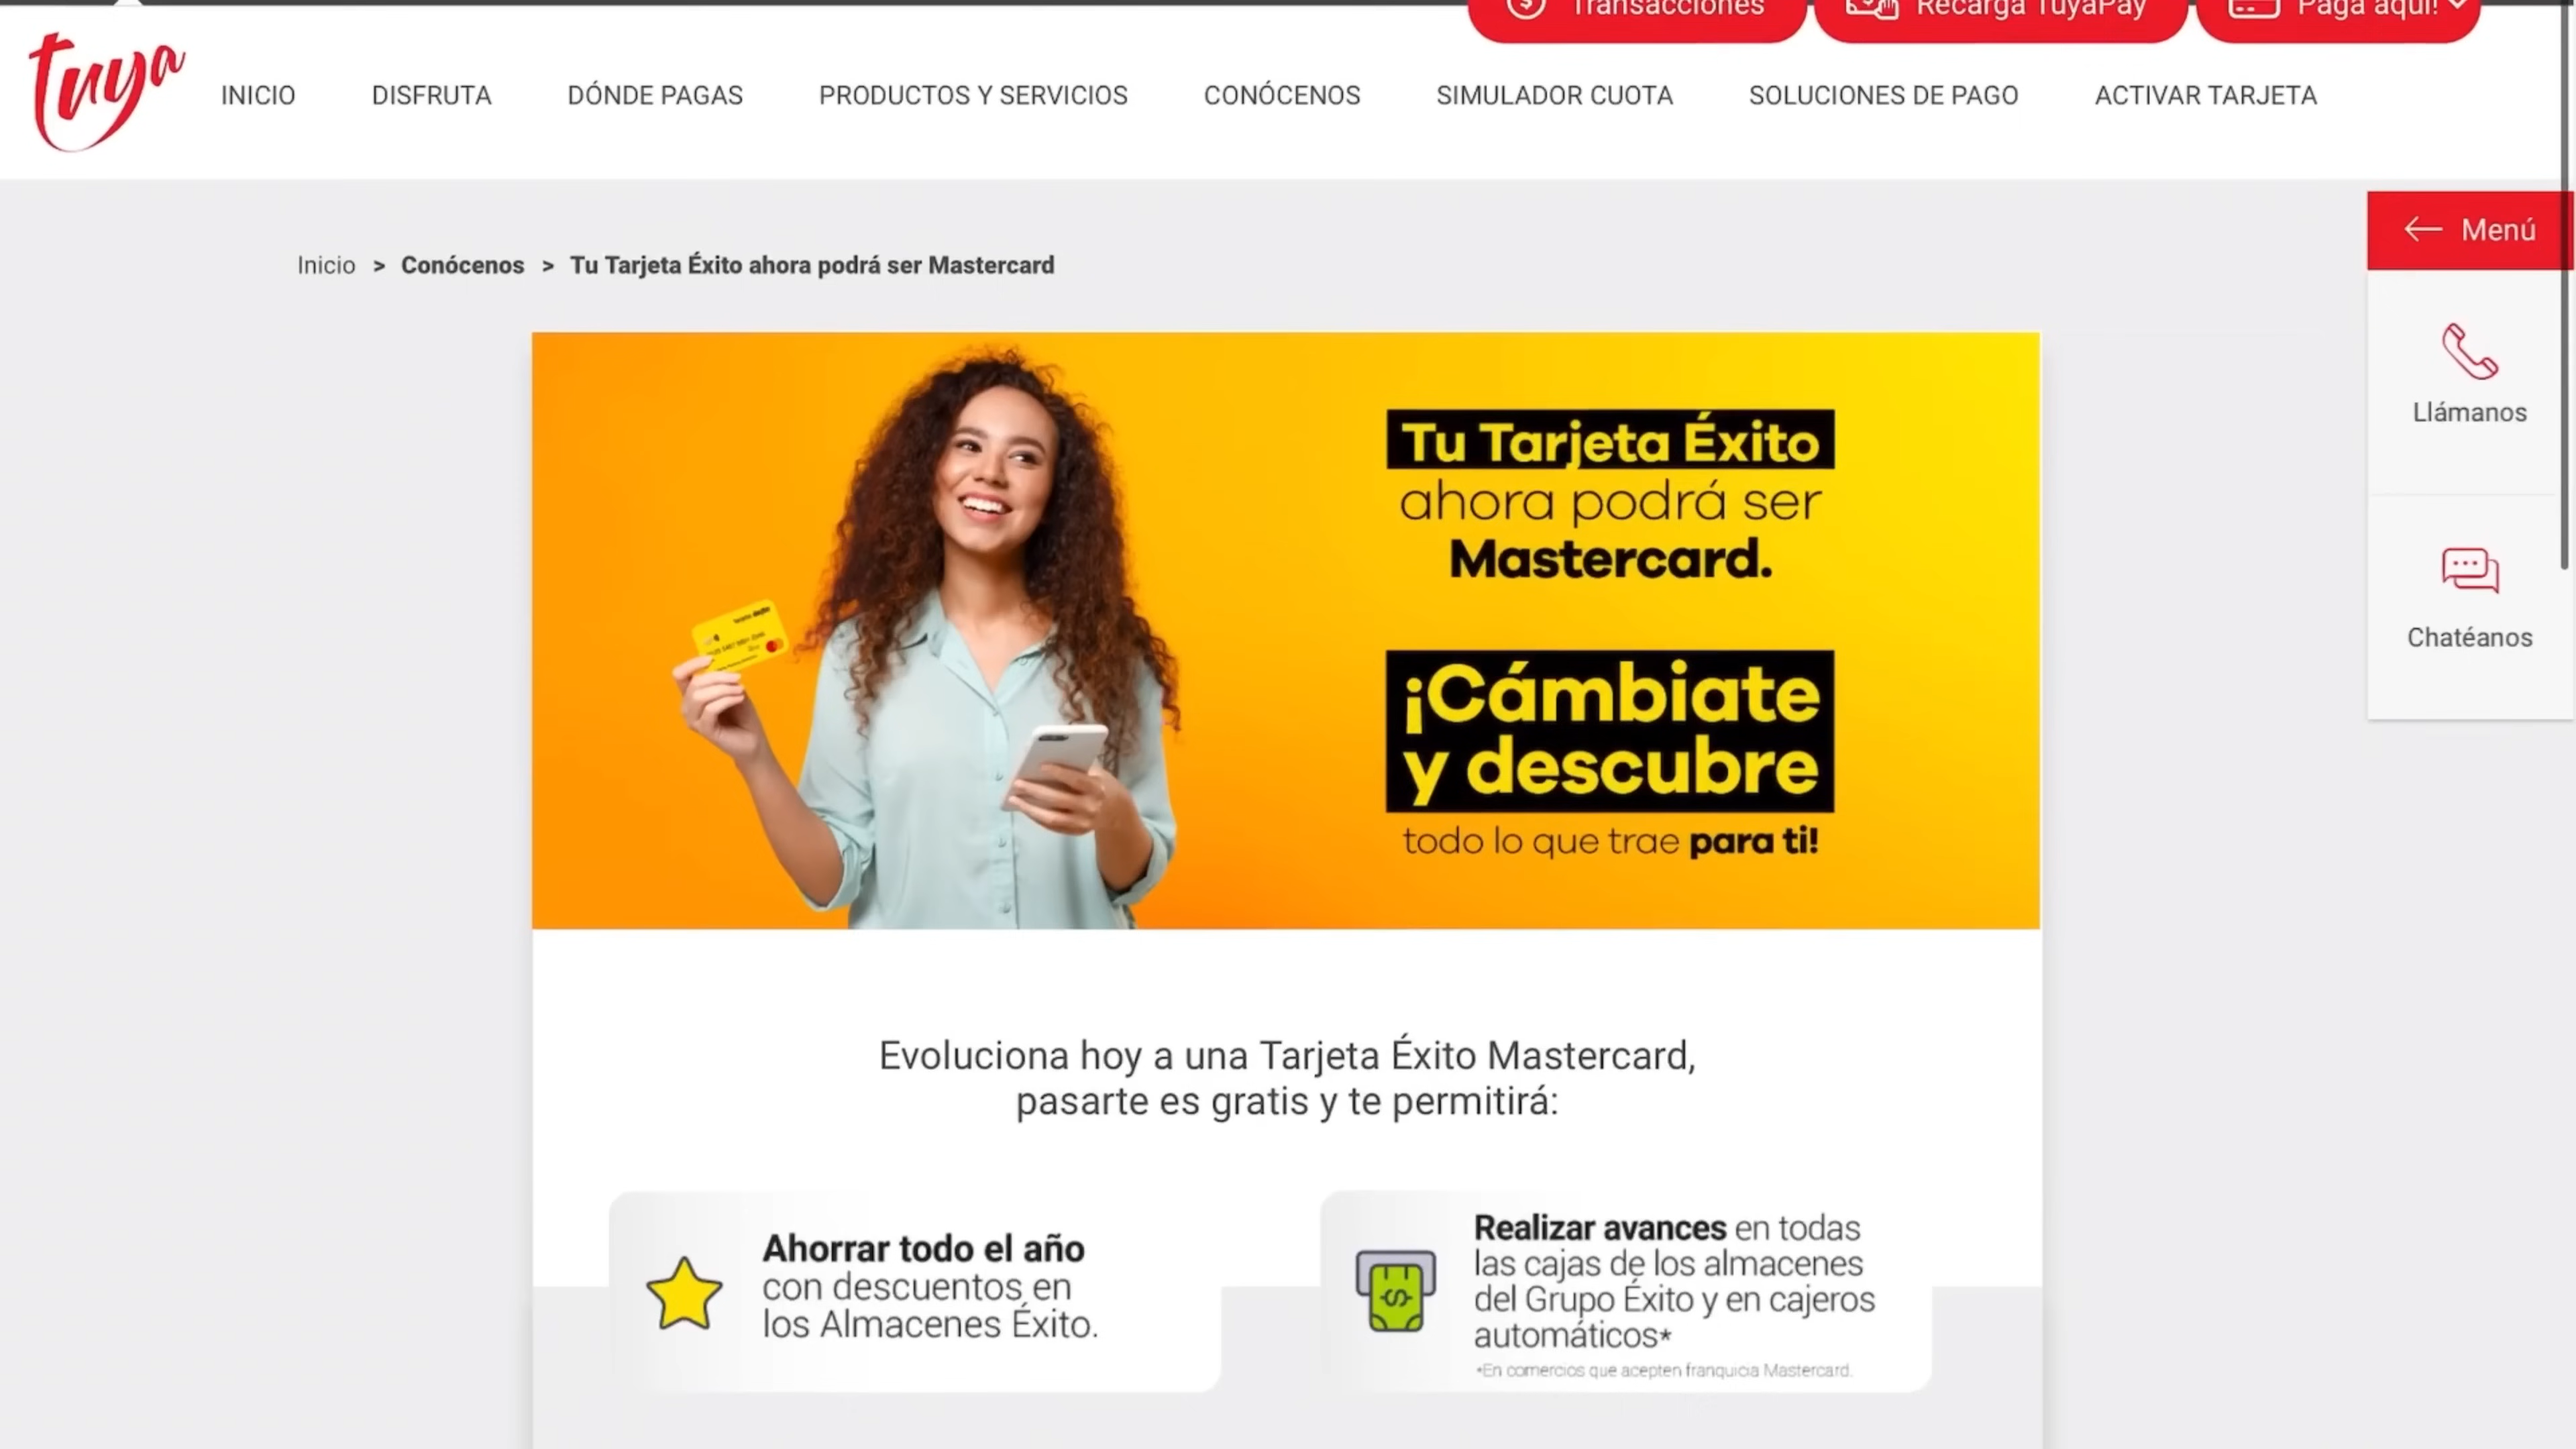 Transacciones
Recarga TuyaPay
Paga aquí!
tuya
INICIO
DISFRUTA
DÓNDE PAGAS
PRODUCTOS Y SERVICIOS
CONÓCENOS
SIMULADOR CUOTA
SOLUCIONES DE PAGO
ACTIVAR TARJETA
Menú
Llámanos
Chatéanos
Inicio > Conócenos > Tu Tarjeta Éxito ahora podrá ser Mastercard
Tu Tarjeta Éxito
ahora podrá ser
Mastercard.
¡Cámbiate
y descubre
todo lo que trae para ti!
Evoluciona hoy a una Tarjeta Éxito Mastercard,
pasarte es gratis y te permitirá:
Ahorrar todo el año
con descuentos en
los Almacenes Éxito.
Realizar avances en todas
las cajas de los almacenes
del Grupo Éxito y en cajeros
automáticos*
*En comercios que acepten franquicia Mastercard.